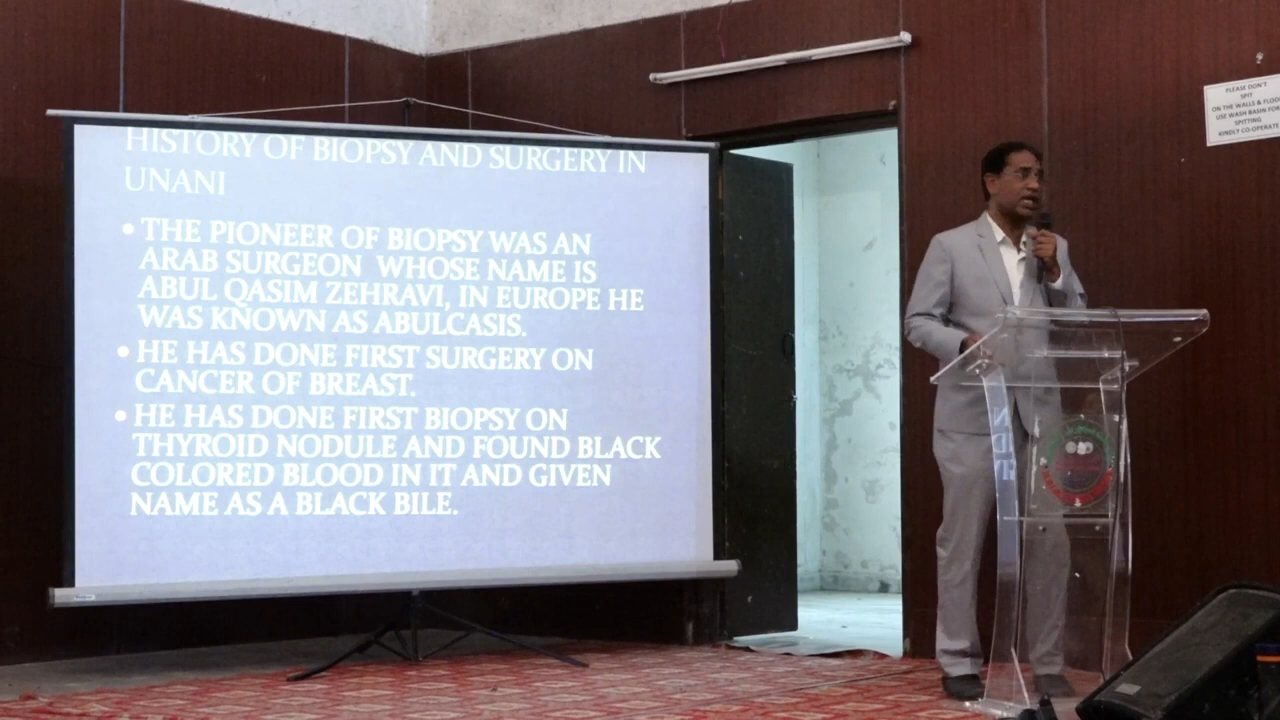 HISTORY OF BIOPSY AND SURGERY IN
UNANI
• THE PIONEER OF BIOPSY WAS AN
ARAB SURGEON WHOSE NAME IS
ABUL QASIM ZEHRAVI, IN EUROPE HE
WAS KNOWN AS ABULCASIS.
• HE HAS DONE FIRST SURGERY ON
CANCER OF BREAST.
• HE HAS DONE FIRST BIOPSY ON
THYROID NODULE AND FOUND BLACK
COLORED BLOOD IN IT AND GIVEN
NAME AS A BLACK BILE.
PLEASE DON'T
SPIT
ON THE WALLS & FLOO
USE WASH BASIN FOR
SPITTING
KINDLY CO-OPERATE